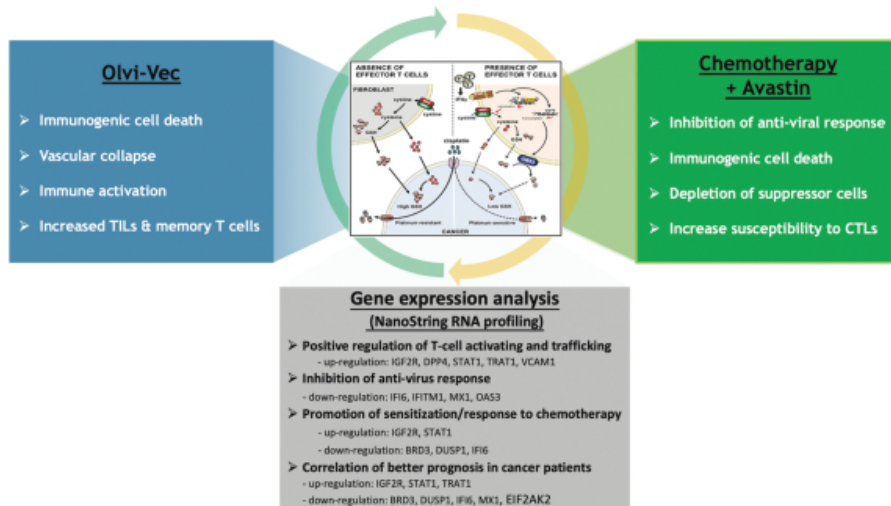 Olvi-Vec
➢ Immunogenic cell death
➢ Vascular collapse
➢ Immune activation
➢ Increased TILs & memory T cells
ABSENCE OF EFFECTOR T CELLS
PRESENCE OF EFFECTOR T CELLS
FIBROBLAST
cystine
cysteine
cystine
GSH
cisplatin
IFNγ
cystine
cysteine
GSH
High GSH
Low GSH
Platinum resistant
Platinum sensitive
CANCER
Chemotherapy
+ Avastin
➢ Inhibition of anti-viral response
➢ Immunogenic cell death
➢ Depletion of suppressor cells
➢ Increase susceptibility to CTLs
Gene expression analysis
(NanoString RNA profiling)
➢ Positive regulation of T-cell activating and trafficking
- up-regulation: IGF2R, DPP4, STAT1, TRAT1, VCAM1
➢ Inhibition of anti-virus response
- down-regulation: IFI6, IFITM1, MX1, OAS3
➢ Promotion of sensitization/response to chemotherapy
- up-regulation: IGF2R, STAT1
- down-regulation: BRD3, DUSP1, IFI6
➢ Correlation of better prognosis in cancer patients
- up-regulation: IGF2R, STAT1, TRAT1
- down-regulation: BRD3, DUSP1, IFI6, MX1, EIF2AK2